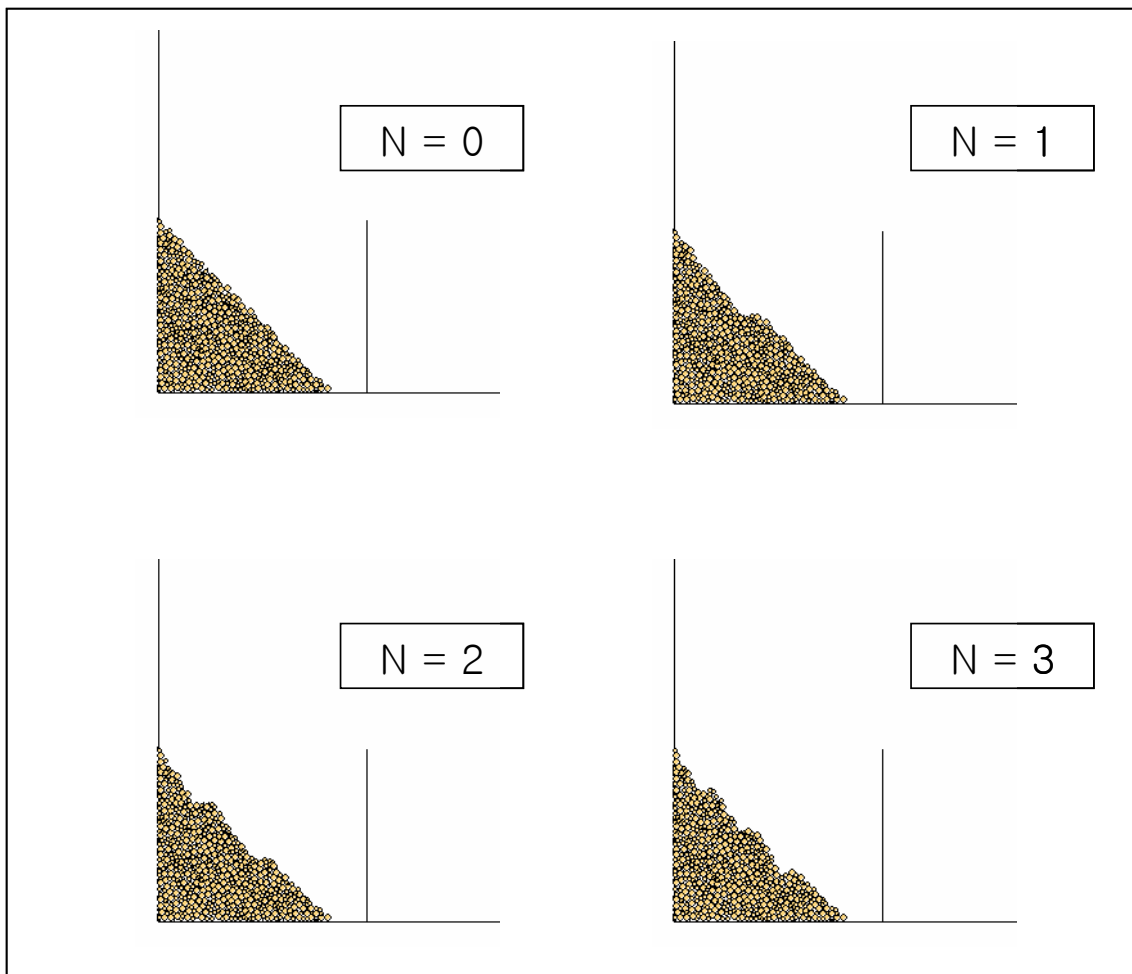 N = 0
N = 1
N = 2
N = 3